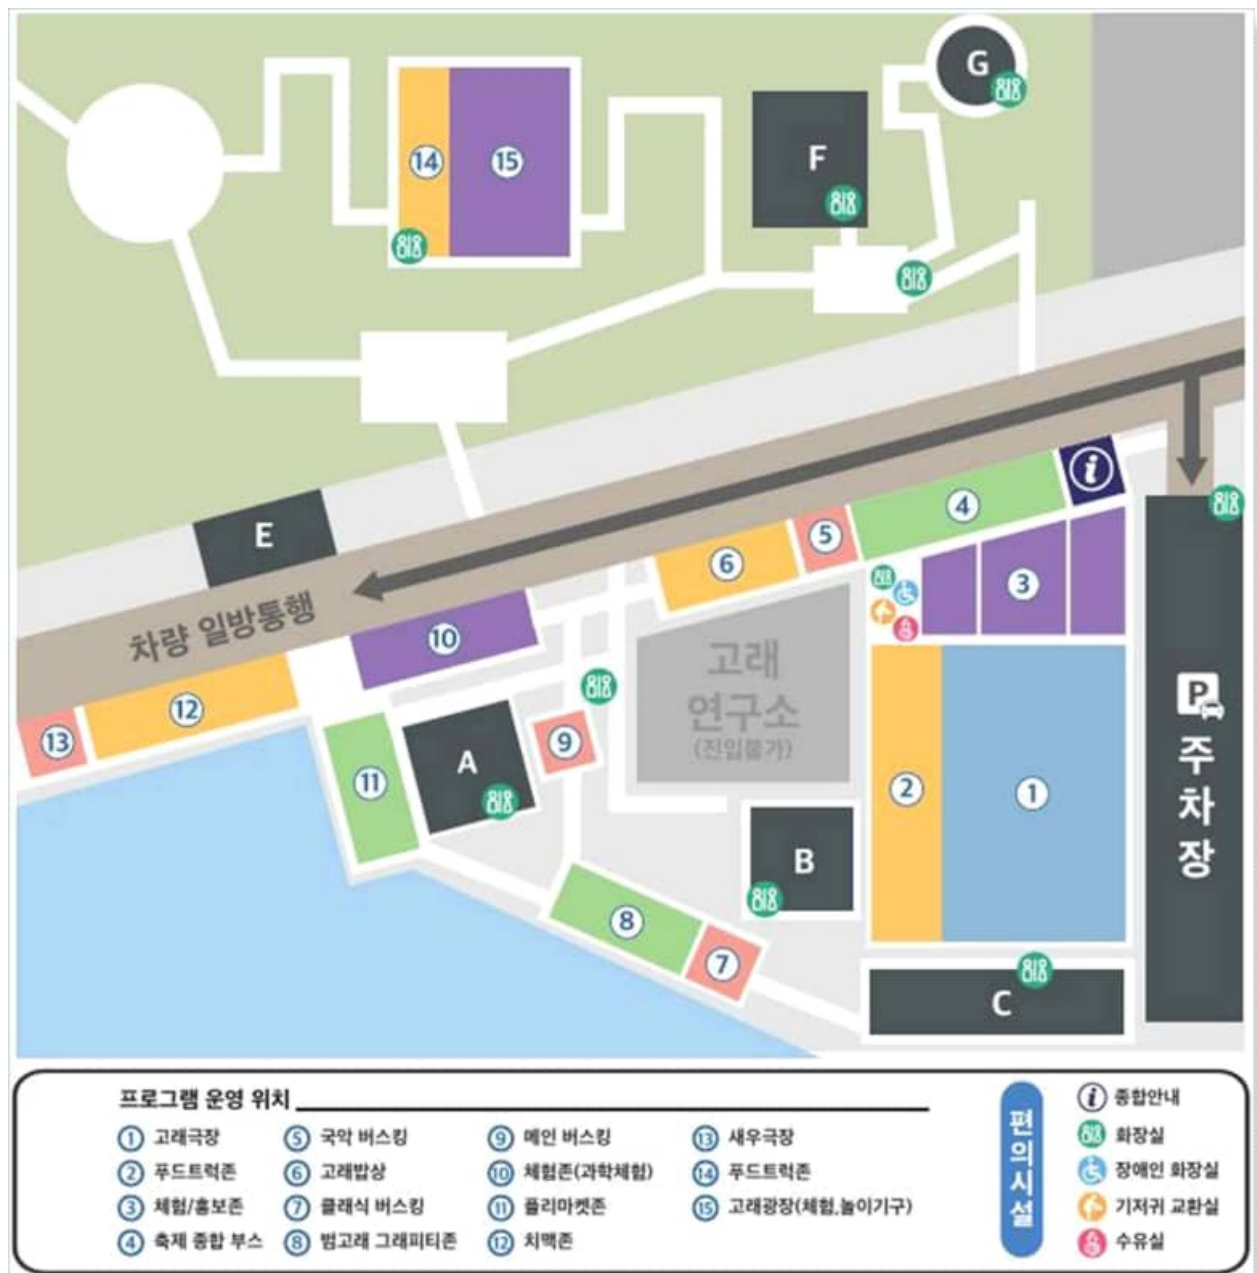 G
F
14
15
E
차량 일방통행
i
4
5
6
3
10
12
13
고래
연구소
(진입불가)
P
주차장
9
A
11
2
1
B
8
7
C
프로그램 운영 위치
1 고래극장
2 푸드트럭존
3 체험/홍보존
4 축제 종합 부스
5 국악 버스킹
6 고래밥상
7 클래식 버스킹
8 범고래 그래피티존
9 메인 버스킹
10 체험존(과학체험)
11 플리마켓존
12 치맥존
13 새우극장
14 푸드트럭존
15 고래광장(체험,놀이기구)
편의시설
i 종합안내
화장실
장애인 화장실
기저귀 교환실
수유실